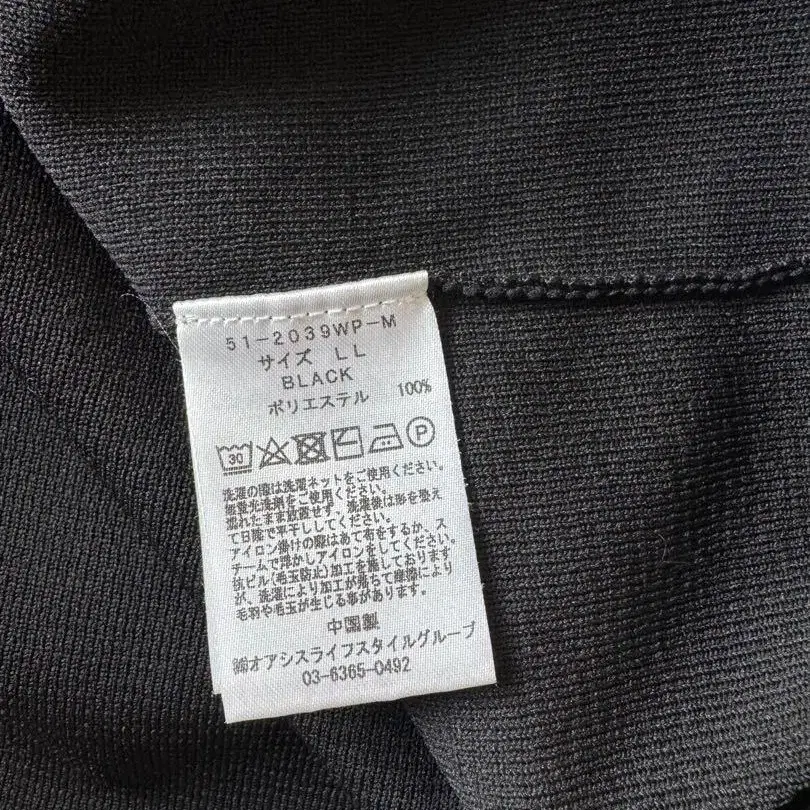 51-2039WP-M
サイズ LL
BLACK
ポリエステル 100%
30 P
洗濯の際は洗濯ネットをご使用ください。
無蛍光洗剤をご使用ください。
濡れたまま放置せず、洗濯後は形を整え
て日陰で平干ししてください。
アイロン掛けの際はあて布をするか、ス
チームで浮かしアイロンをしてください。
抗ピル(毛玉防止)加工を施しております
が、洗濯により加工が落ちて摩擦により
毛羽や毛玉が生じる事があります。
中国製
㈱オアシスライフスタイルグループ
03-6365-0492